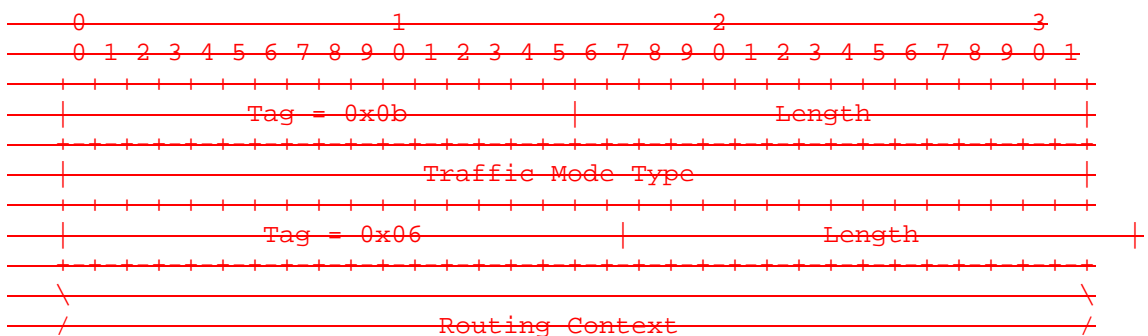 0                   1                   2                   3
0 1 2 3 4 5 6 7 8 9 0 1 2 3 4 5 6 7 8 9 0 1 2 3 4 5 6 7 8 9 0 1
+-+-+-+-+-+-+-+-+-+-+-+-+-+-+-+-+-+-+-+-+-+-+-+-+-+-+-+-+-+-+-+-+
|           Tag = 0x0b          |            Length             |
+-+-+-+-+-+-+-+-+-+-+-+-+-+-+-+-+-+-+-+-+-+-+-+-+-+-+-+-+-+-+-+-+
|                      Traffic Mode Type                        |
+-+-+-+-+-+-+-+-+-+-+-+-+-+-+-+-+-+-+-+-+-+-+-+-+-+-+-+-+-+-+-+-+
|            Tag = 0x06            |            Length             |
+-+-+-+-+-+-+-+-+-+-+-+-+-+-+-+-+-+-+-+-+-+-+-+-+-+-+-+-+-+-+-+-+
\                                                               \
/                       Routing Context                         /